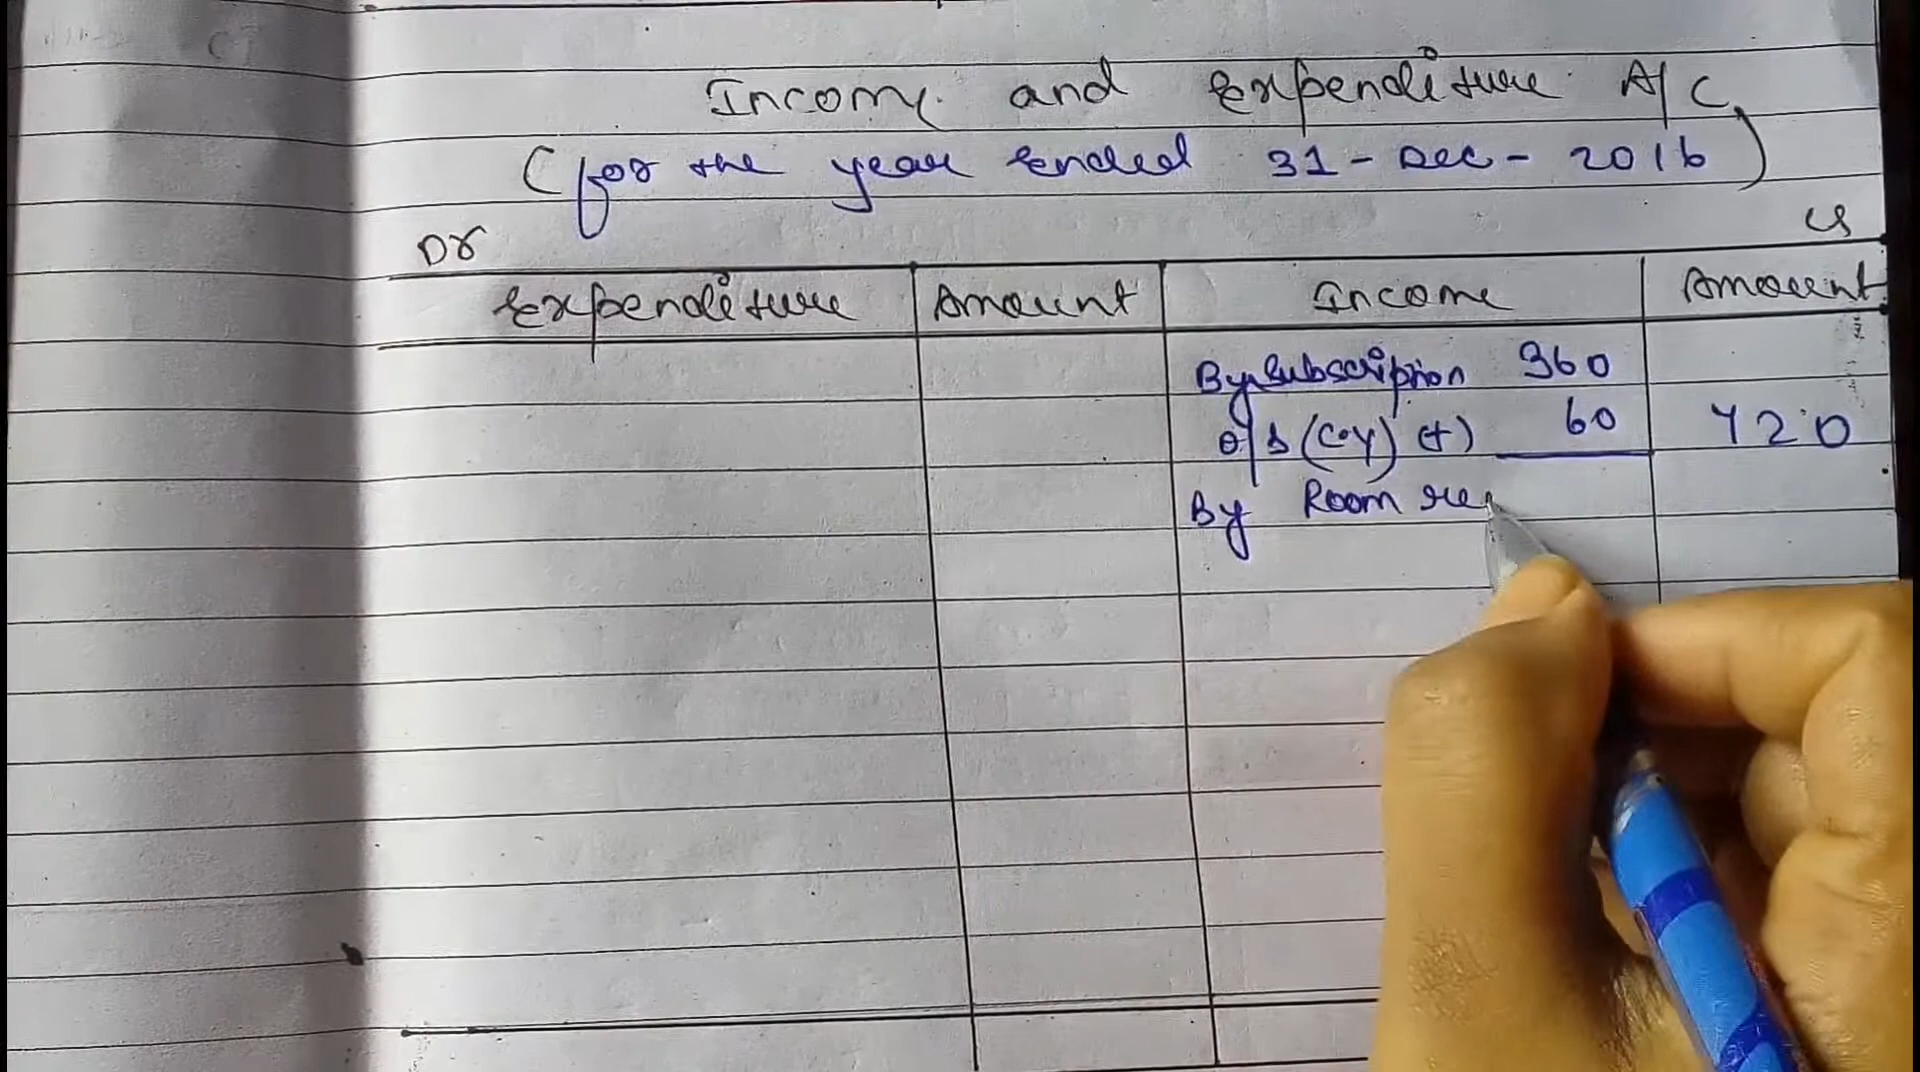 Income and Expenditure A/C
(for the year ended 31-Dec-2016)
Dr Cr
Expenditure Amount Income Amount
By Subscription 360
o/s (C.Y) (+) 60 420
By Room re